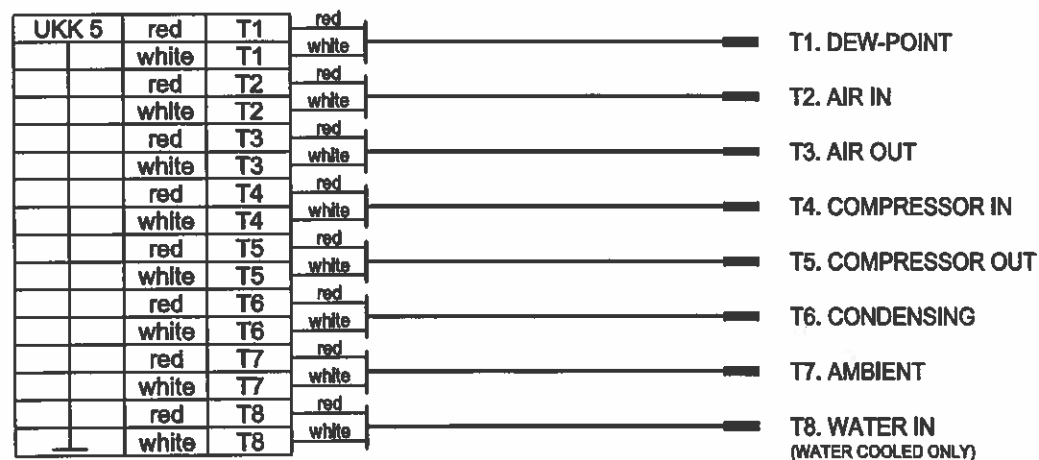 UKK 5 red T1 red
white T1 white T1. DEW-POINT
red T2 red
white T2 white T2. AIR IN
red T3 red
white T3 white T3. AIR OUT
red T4 red
white T4 white T4. COMPRESSOR IN
red T5 red
white T5 white T5. COMPRESSOR OUT
red T6 red
white T6 white T6. CONDENSING
red T7 red
white T7 white T7. AMBIENT
red T8 red
white T8 white T8. WATER IN
(WATER COOLED ONLY)